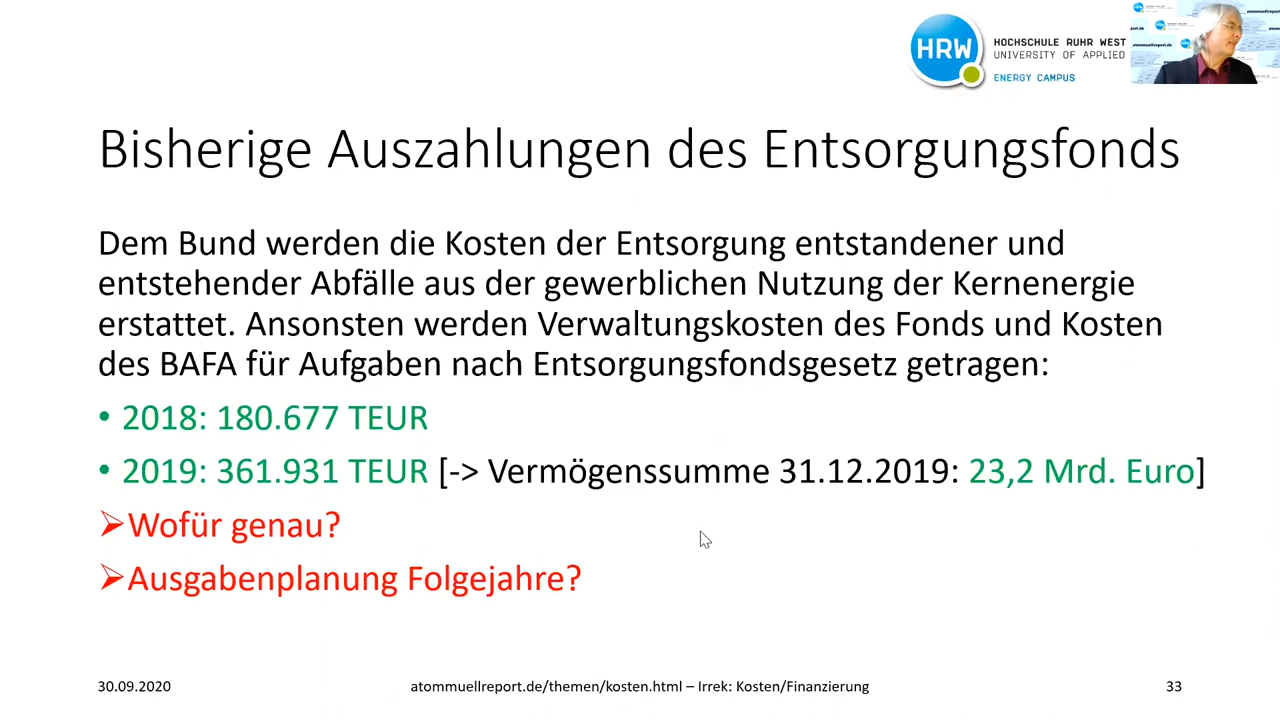 HRW
HOCHSCHULE RUHR WEST
UNIVERSITY OF APPLIED
ENERGY CAMPUS
Bisherige Auszahlungen des Entsorgungsfonds
Dem Bund werden die Kosten der Entsorgung entstandener und
entstehender Abfälle aus der gewerblichen Nutzung der Kernenergie
erstattet. Ansonsten werden Verwaltungskosten des Fonds und Kosten
des BAFA für Aufgaben nach Entsorgungsfondsgesetz getragen:
• 2018: 180.677 TEUR
• 2019: 361.931 TEUR [-> Vermögenssumme 31.12.2019: 23,2 Mrd. Euro]
➢Wofür genau?
➢Ausgabenplanung Folgejahre?
30.09.2020
atommuellreport.de/themen/kosten.html – Irrek: Kosten/Finanzierung
33